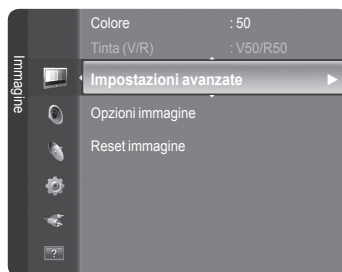 Immagine
Colore : 50
Tinta (V/R) : V50/R50
Impostazioni avanzate
Opzioni immagine
Reset immagine
?